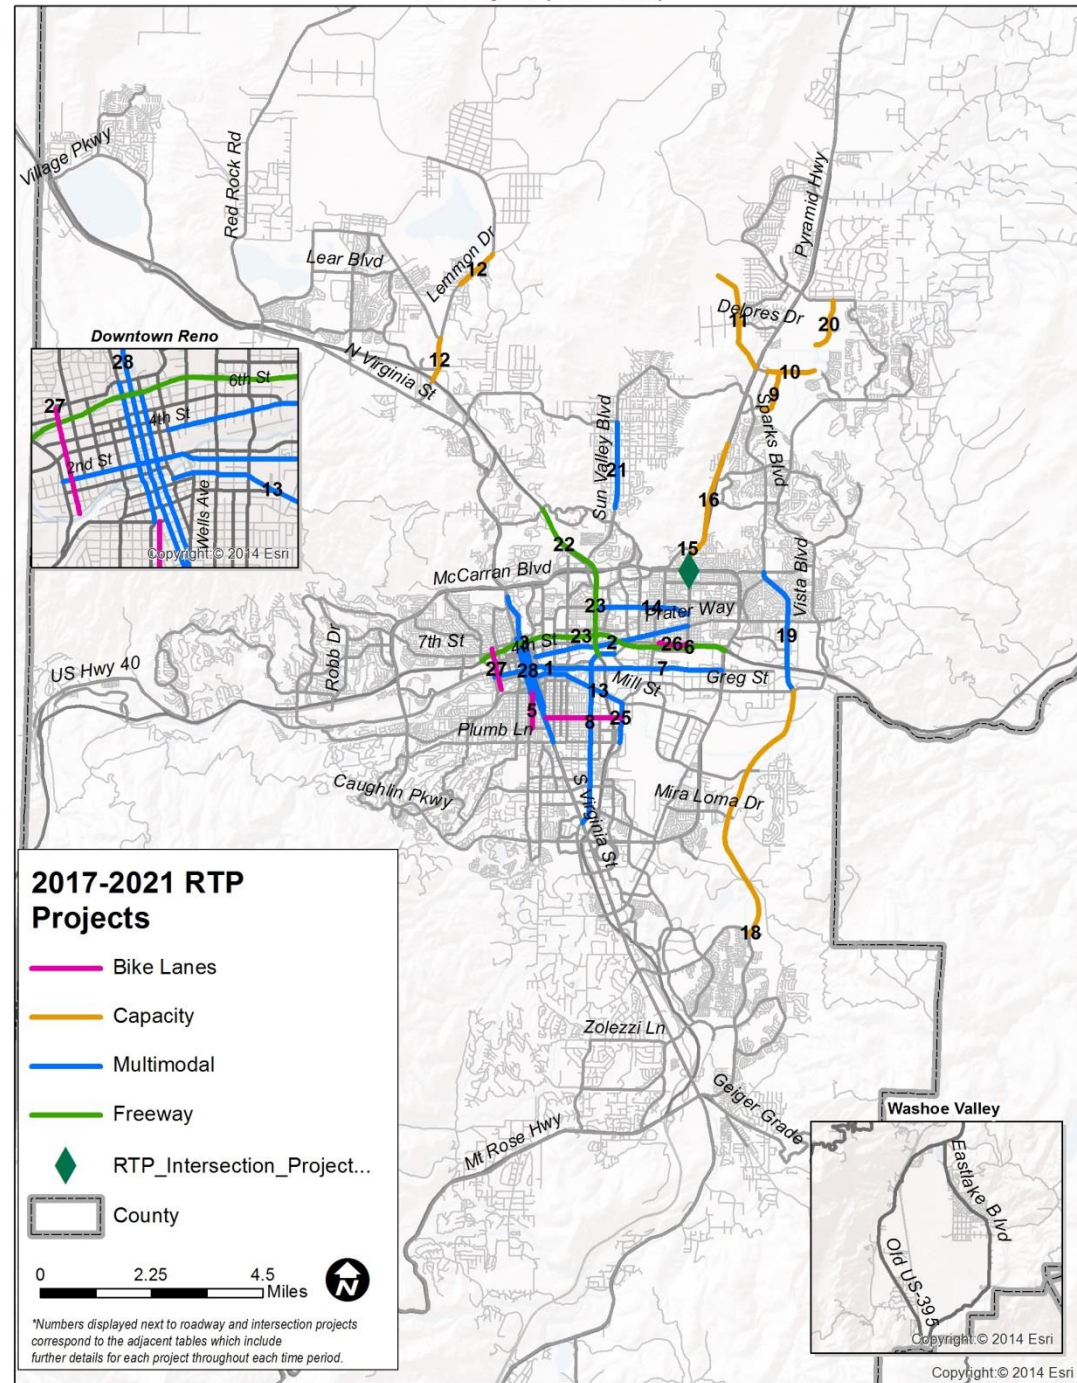 Village Pkwy
Red Rock Rd
Pyramid Hwy
Lear Blvd
Lemmon Dr
12
Delores Dr
11
20
N Virginia St
12
10
9
Sparks Blvd
Downtown Reno
28
6th St
27
4th St
2nd St
13
Wells Ave
Copyright:© 2014 Esri
Sun Valley Blvd
21
16
22
15
McCarran Blvd
Vista Blvd
23
14
Prater Way
7th St
3
4th St
23
2
26
6
19
Robb Dr
US Hwy 40
27
28
1
7
Mill St
Greg St
13
5
8
25
Plumb Ln
Caughlin Pkwy
S Virginia St
Mira Loma Dr
18
Zolezzi Ln
Geiger Grade
Mt Rose Hwy
2017-2021 RTP
Projects
Bike Lanes
Capacity
Multimodal
Freeway
RTP_Intersection_Project...
County
0 2.25 4.5
Miles
N
*Numbers displayed next to roadway and intersection projects
correspond to the adjacent tables which include
further details for each project throughout each time period.
Washoe Valley
Eastlake Blvd
Old US-395
Copyright:© 2014 Esri
Copyright:© 2014 Esri